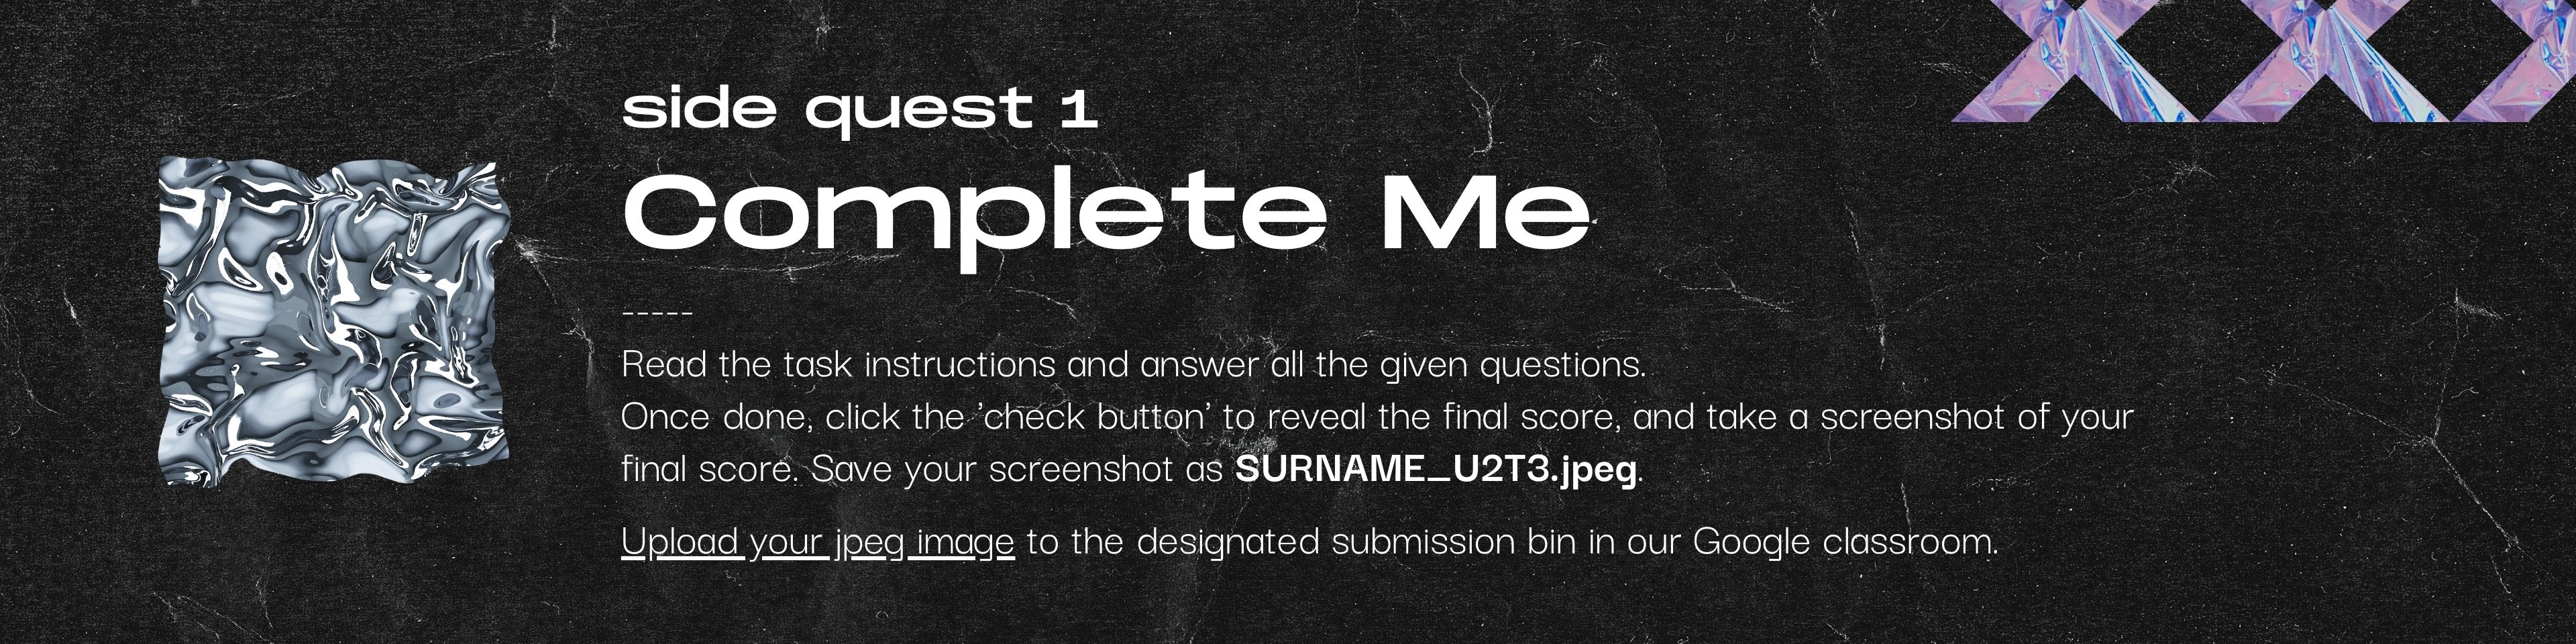 side quest 1
Complete Me
-----
Read the task instructions and answer all the given questions.
Once done, click the 'check button' to reveal the final score, and take a screenshot of your
final score. Save your screenshot as SURNAME_U2T3.jpeg.
Upload your jpeg image to the designated submission bin in our Google classroom.